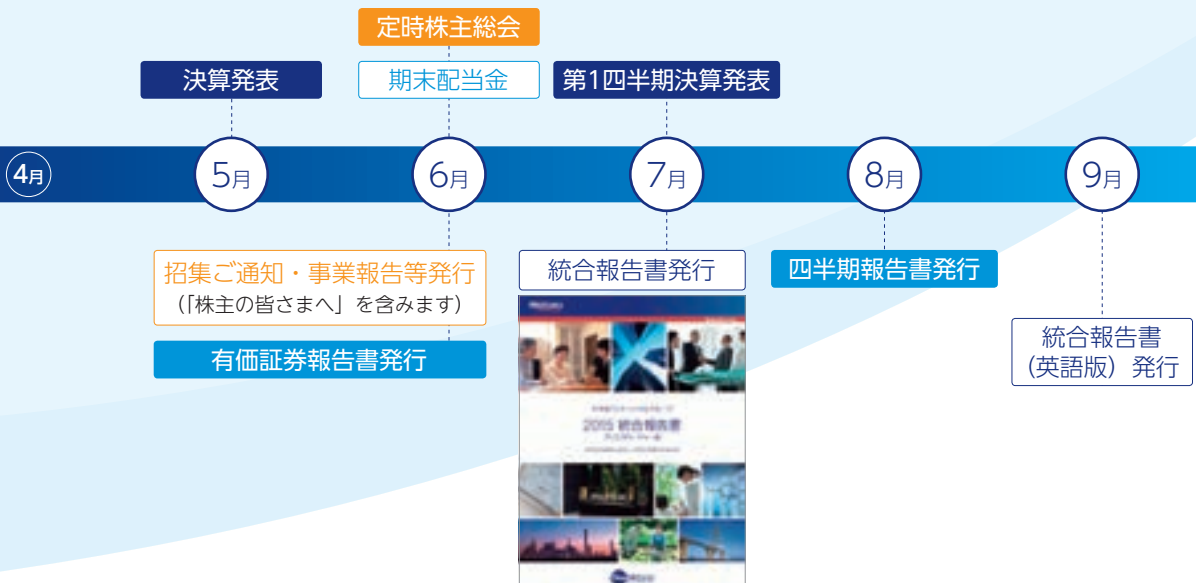 定時株主総会
決算発表
期末配当金
第1四半期決算発表
4月
5月
6月
7月
8月
9月
招集ご通知・事業報告等発行
（「株主の皆さまへ」を含みます）
有価証券報告書発行
統合報告書発行
四半期報告書発行
統合報告書
（英語版）発行
2015 統合報告書